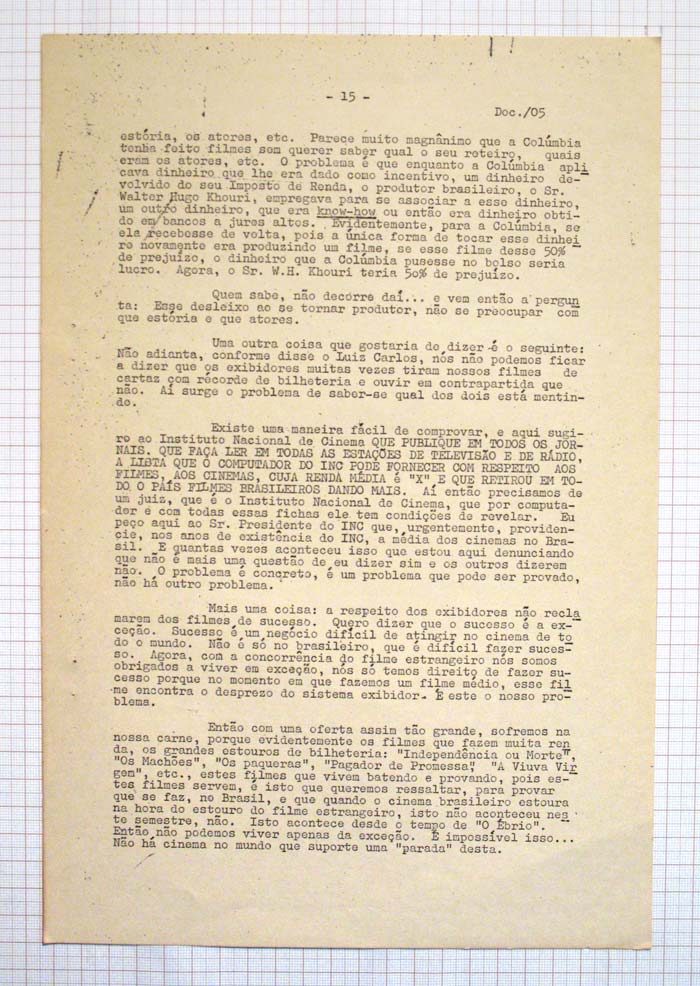 - 15 -
Doc./05
estória, os atores, etc. Parece muito magnânimo que a Colúmbia
tenha feito filmes sem querer saber qual o seu roteiro, quais
eram os atores, etc. O problema é que enquanto a Colúmbia apli
cava dinheiro que lhe era dado como incentivo, um dinheiro de-
volvido do seu Imposto de Renda, o produtor brasileiro, o Sr.
Walter Hugo Khouri, empregava para se associar a esse dinheiro,
um outro dinheiro, que era know-how ou então era dinheiro obti-
do em bancos a juros altos. Evidentemente, para a Colúmbia, se
ela recebesse de volta, pois a única forma de tocar esse dinhei
ro novamente era produzindo um filme, se esse filme desse 50%
de prejuízo, o dinheiro que a Colúmbia pusesse no bolso seria
lucro. Agora, o Sr. W.H. Khouri teria 50% de prejuízo.
Quem sabe, não decorre daí... e vem então a pergun
ta: Esse desleixo ao se tornar produtor, não se preocupar com
que estória e que atores.
Uma outra coisa que gostaria de dizer é o seguinte:
Não adianta, conforme disse o Luiz Carlos, nós não podemos ficar
a dizer que os exibidores muitas vezes tiram nossos filmes de
cartaz com récorde de bilheteria e ouvir em contrapartida que
não. Aí surge o problema de saber-se qual dos dois está mentin-
do.
Existe uma maneira fácil de comprovar, e aqui sugi-
ro ao Instituto Nacional de Cinema QUE PUBLIQUE EM TODOS OS JOR-
NAIS. QUE FAÇA LER EM TODAS AS ESTAÇÕES DE TELEVISÃO E DE RÁDIO,
A LISTA QUE O COMPUTADOR DO INC PODE FORNECER COM RESPEITO AOS
FILMES, AOS CINEMAS, CUJA RENDA MÉDIA é "X" E QUE RETIROU EM TO-
DO O PAÍS FILMES BRASILEIROS DANDO MAIS. Aí então precisamos de
um juiz, que é o Instituto Nacional de Cinema, que por computa-
dor e com todas essas fichas ele tem condições de revelar. Eu
peço aqui ao Sr. Presidente do INC que, urgentemente, providen-
cie, nos anos de existência do INC, a média dos cinemas no Bra-
sil. E quantas vezes aconteceu isso que estou aqui denunciando
que não é mais uma questão de eu dizer sim e os outros dizerem
não. O problema é concreto, é um problema que pode ser provado,
não há outro problema.
Mais uma coisa: a respeito dos exibidores não recla
marem dos filmes de sucesso. Quero dizer que o sucesso é a ex-
ceção. Sucesso é um negócio difícil de atingir no cinema de to
do o mundo. Não é só no brasileiro, que é difícil fazer suces-
so. Agora, com a concorrência do filme estrangeiro nós somos
obrigados a viver em exceção, nós só temos direito de fazer su-
cesso porque no momento em que fazemos um filme médio, esse fil
me encontra o desprezo do sistema exibidor. É este o nosso pro-
blema.
Então com uma oferta assim tão grande, sofremos na
nossa carne, porque evidentemente os filmes que fazem muita ren
da, os grandes estouros de bilheteria: "Independência ou Morte",
"Os Machões", "Os paqueras", "Pagador de Promessa", "A Viuva Vir
gem", etc., estes filmes que vivem batendo e provando, pois es-
tes filmes servem, e isto que queremos ressaltar, para provar
que se faz, no Brasil, e que quando o cinema brasileiro estoura
na hora do estouro do filme estrangeiro, isto não aconteceu nes
te semestre, não. Isto acontece desde o tempo de "O Ébrio".
Então não podemos viver apenas da exceção. É impossível isso...
Não há cinema no mundo que suporte uma "parada" desta.